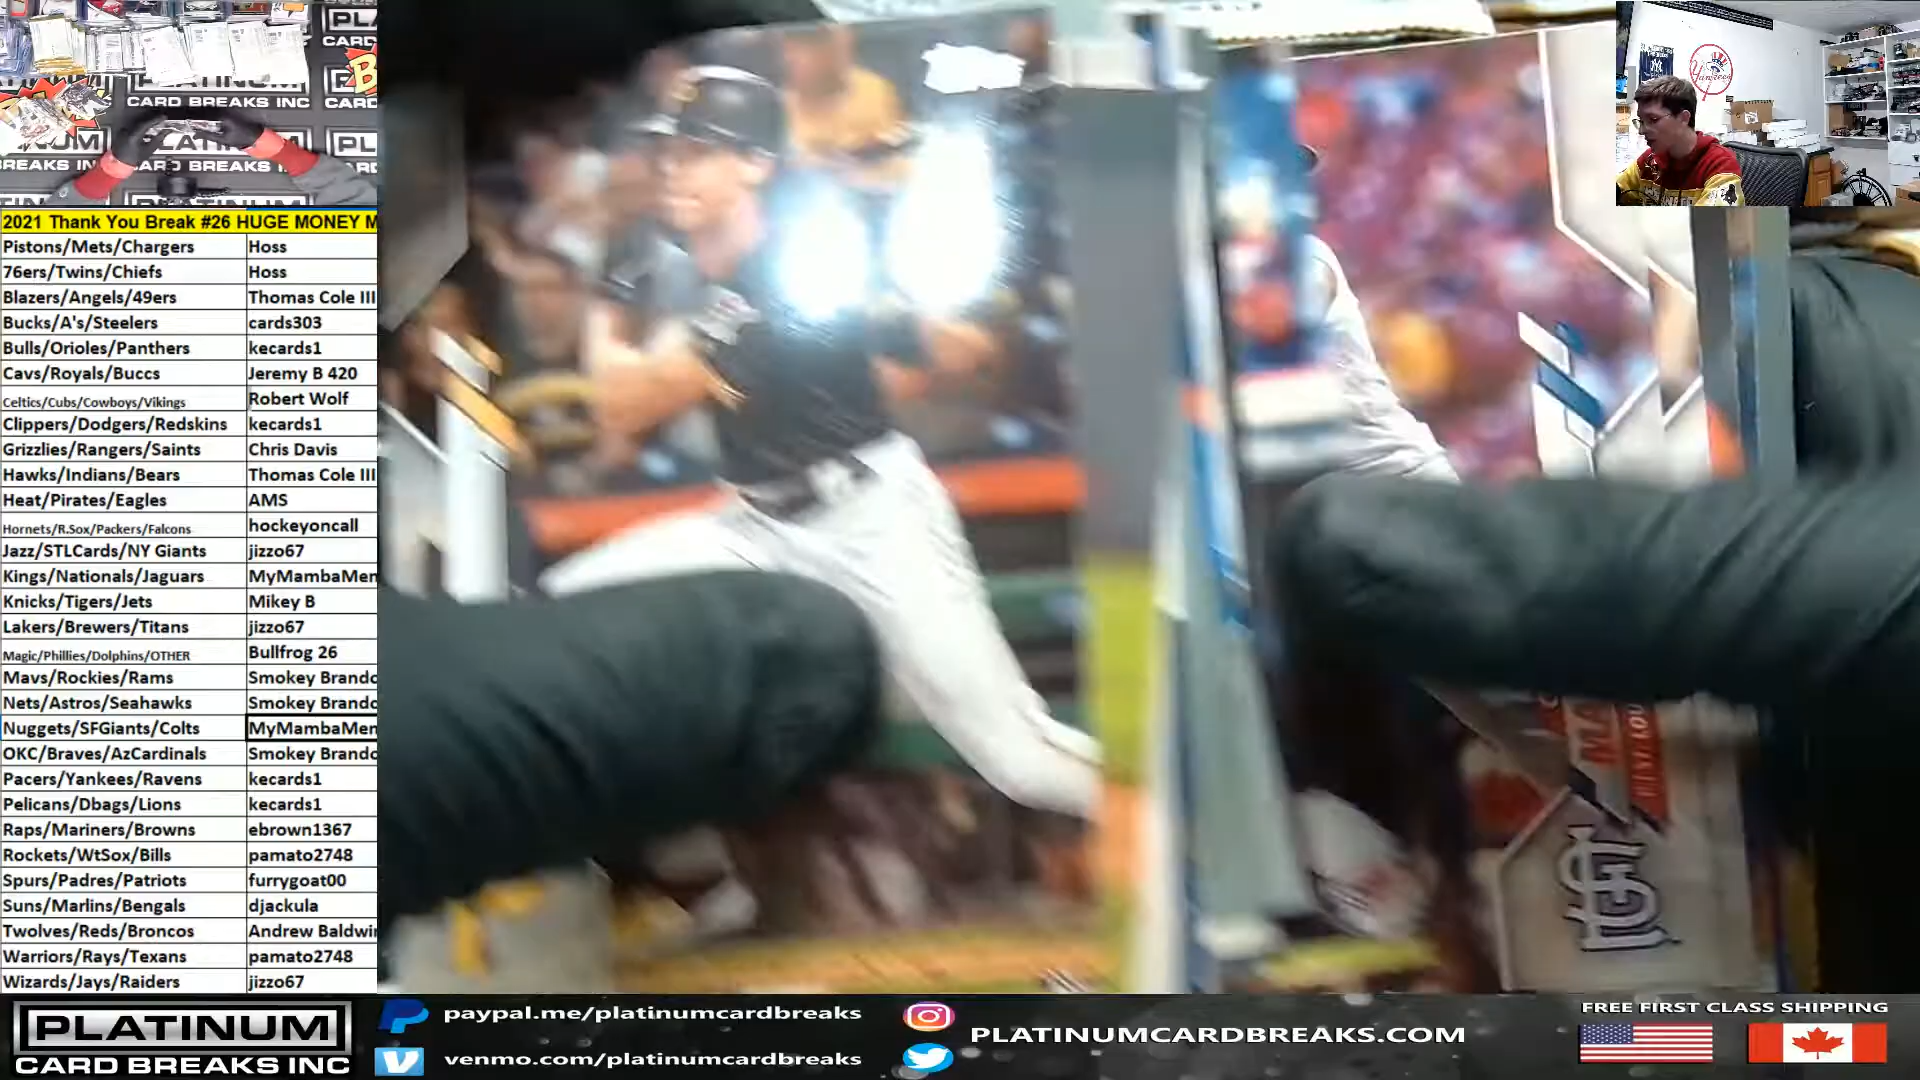 PLATINUM
CARD BREAKS INC
2021 Thank You Break #26 HUGE MONEY M
Pistons/Mets/Chargers Hoss
76ers/Twins/Chiefs Hoss
Blazers/Angels/49ers Thomas Cole III
Bucks/A's/Steelers cards303
Bulls/Orioles/Panthers kecards1
Cavs/Royals/Buccs Jeremy B 420
Celtics/Cubs/Cowboys/Vikings Robert Wolf
Clippers/Dodgers/Redskins kecards1
Grizzlies/Rangers/Saints Chris Davis
Hawks/Indians/Bears Thomas Cole III
Heat/Pirates/Eagles AMS
Hornets/R.Sox/Packers/Falcons hockeyoncall
Jazz/STLCards/NY Giants jizzo67
Kings/Nationals/Jaguars MyMambaMen
Knicks/Tigers/Jets Mikey B
Lakers/Brewers/Titans jizzo67
Magic/Phillies/Dolphins/OTHER Bullfrog 26
Mavs/Rockies/Rams Smokey Brando
Nets/Astros/Seahawks Smokey Brando
Nuggets/SFGiants/Colts MyMambaMen
OKC/Braves/AzCardinals Smokey Brando
Pacers/Yankees/Ravens kecards1
Pelicans/Dbags/Lions kecards1
Raps/Mariners/Browns ebrown1367
Rockets/WtSox/Bills pamato2748
Spurs/Padres/Patriots furrygoat00
Suns/Marlins/Bengals djackula
Twolves/Reds/Broncos Andrew Baldwin
Warriors/Rays/Texans pamato2748
Wizards/Jays/Raiders jizzo67
Yankees
PLATINUM
CARD BREAKS INC
paypal.me/platinumcardbreaks
venmo.com/platinumcardbreaks
PLATINUMCARDBREAKS.COM
FREE FIRST CLASS SHIPPING